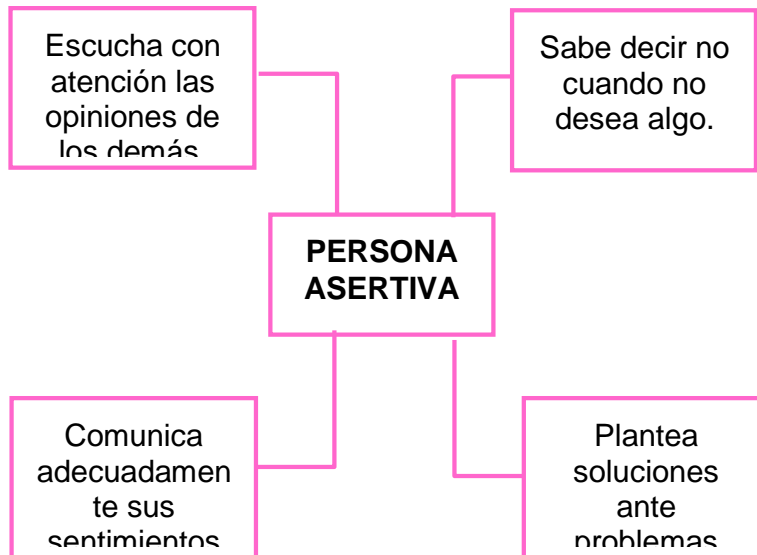 Escucha con
atención las
opiniones de
los demás
Sabe decir no
cuando no
desea algo.
PERSONA
ASERTIVA
Comunica
adecuadamen
te sus
sentimientos
Plantea
soluciones
ante
problemas